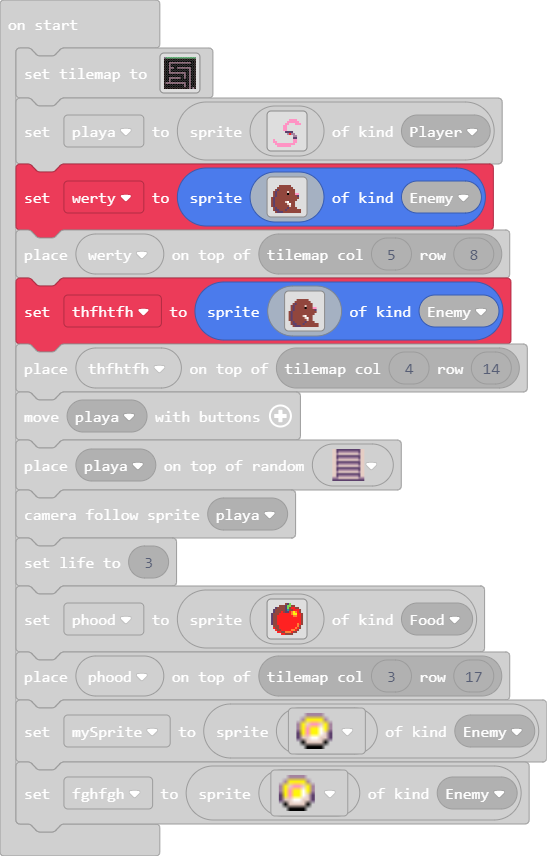 on start
set tilemap to
set playa to sprite of kind Player
set werty to sprite of kind Enemy
place werty on top of tilemap col 5 row 8
set thfhtfh to sprite of kind Enemy
place thfhtfh on top of tilemap col 4 row 14
move playa with buttons
place playa on top of random
camera follow sprite playa
set life to 3
set phood to sprite of kind Food
place phood on top of tilemap col 3 row 17
set mySprite to sprite of kind Enemy
set fghfgh to sprite of kind Enemy